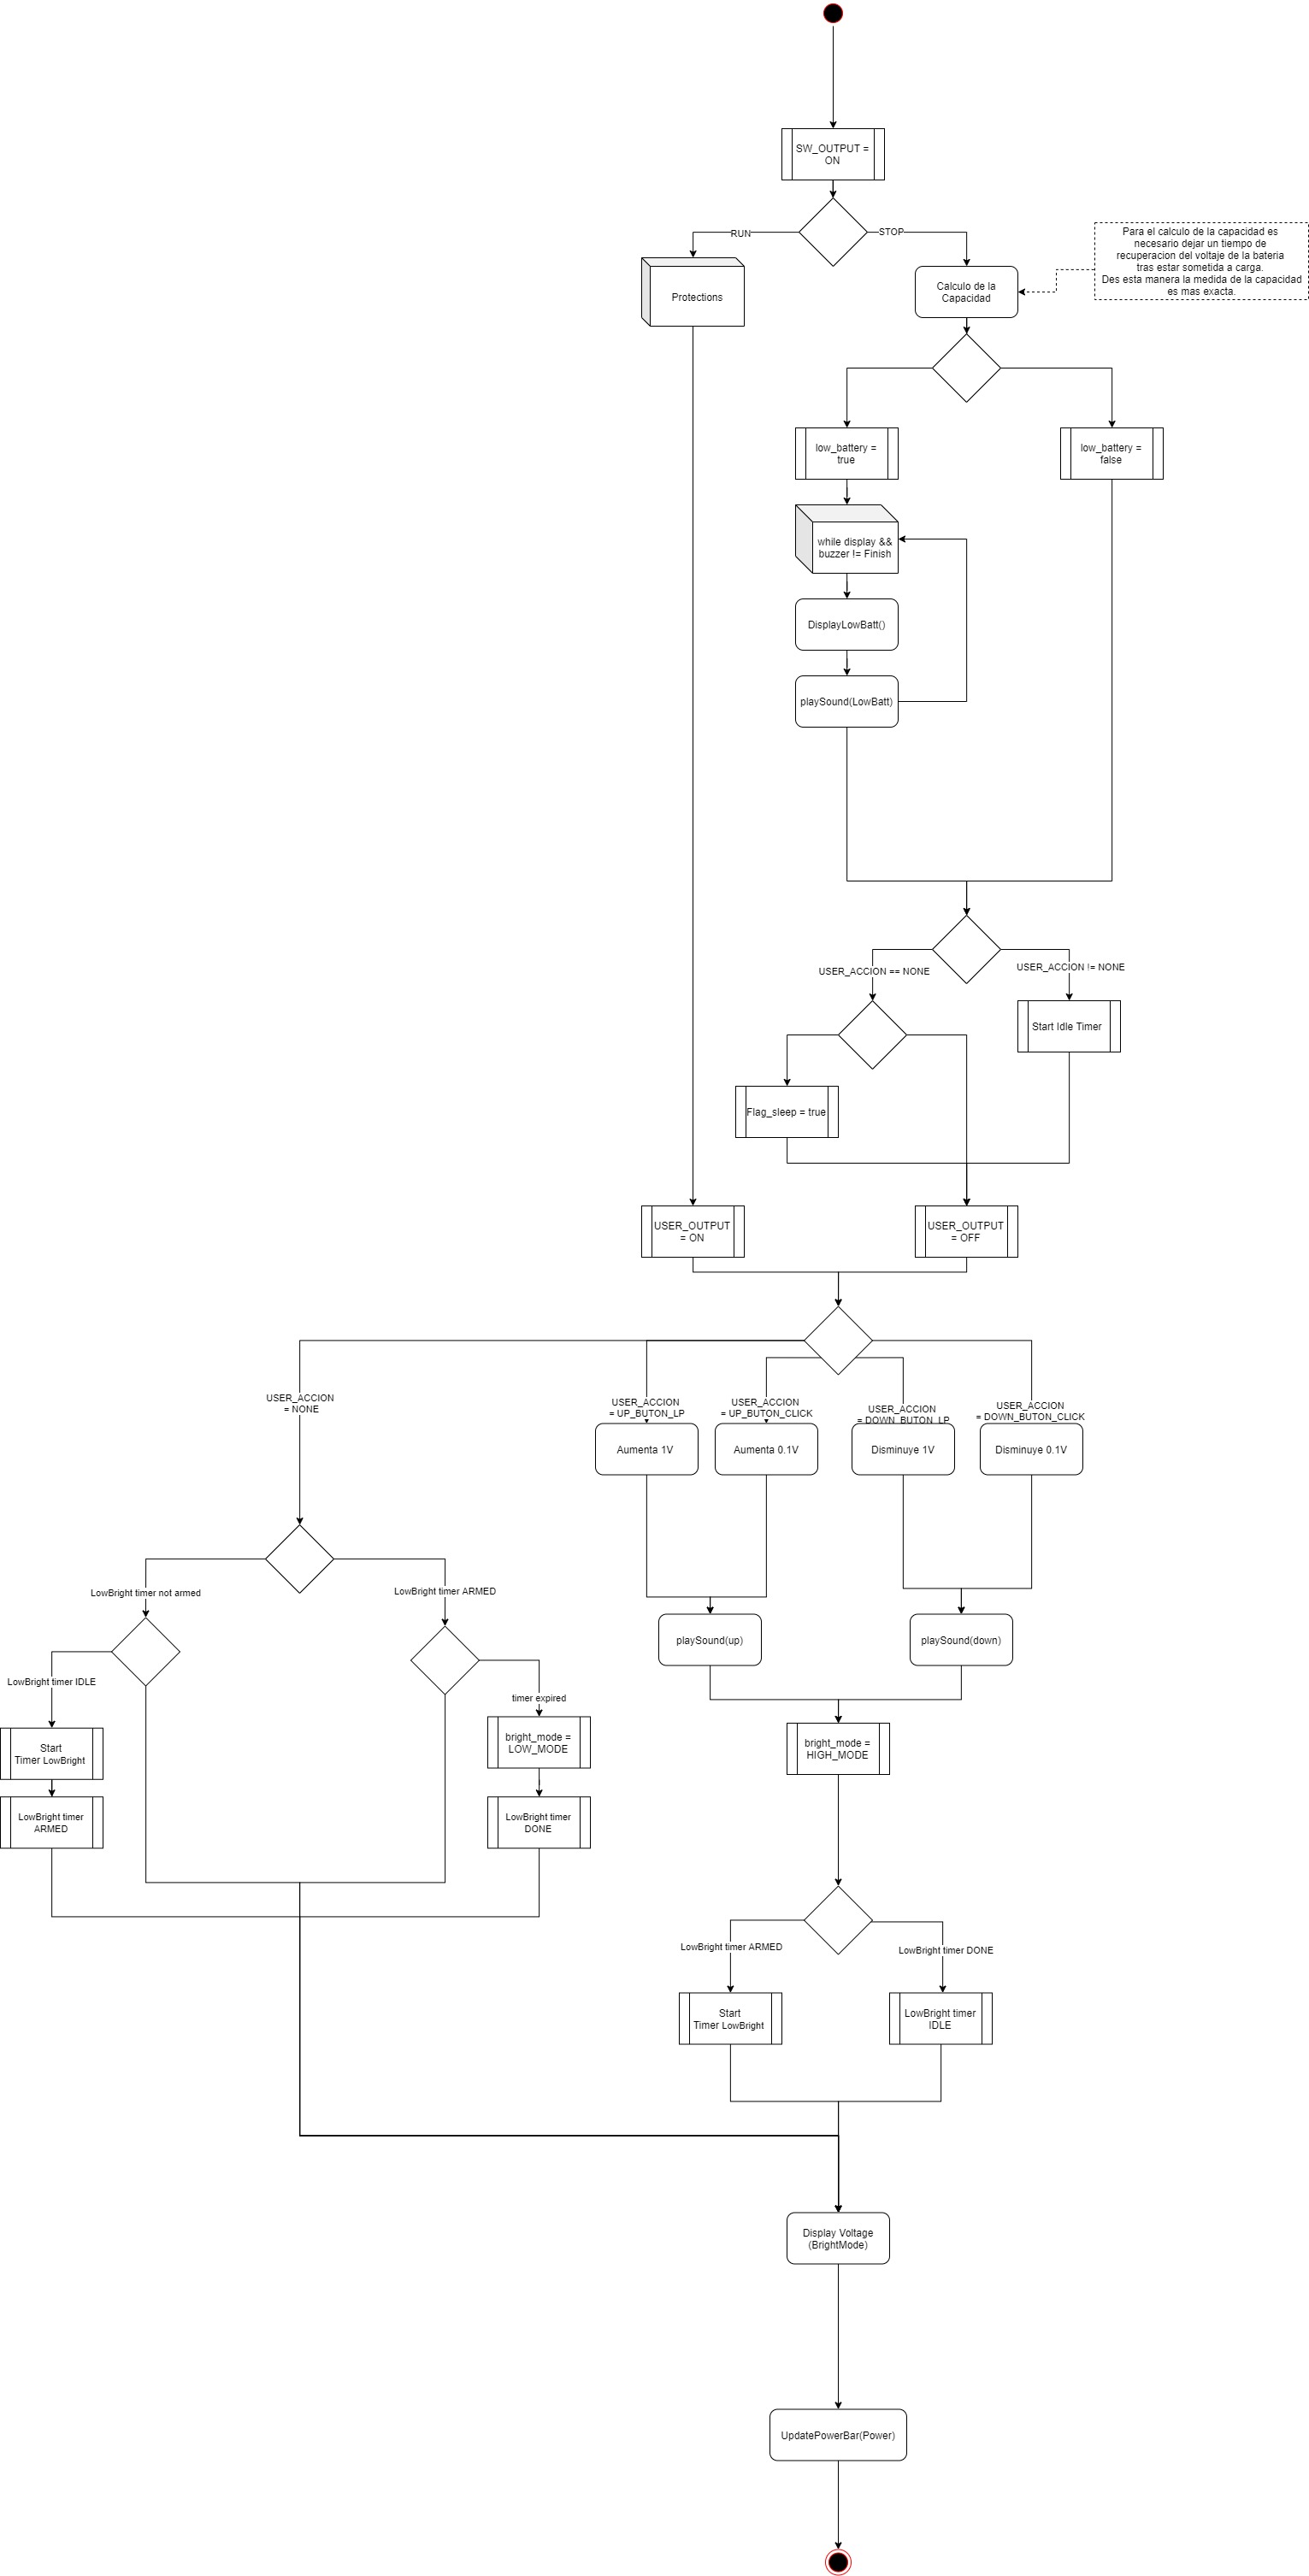 SW_OUTPUT =
ON
RUN
STOP
Para el calculo de la capacidad es
necesario dejar un tiempo de
recuperacion del voltaje de la bateria
tras estar sometida a carga.
Des esta manera la medida de la capacidad
es mas exacta.
Protections
Calculo de la
Capacidad
low_battery =
true
low_battery =
false
while display &&
buzzer != Finish
DisplayLowBatt()
playSound(LowBatt)
USER_ACCION == NONE
USER_ACCION != NONE
Start Idle Timer
Flag_sleep = true
USER_OUTPUT
= ON
USER_OUTPUT
= OFF
USER_ACCION
= NONE
USER_ACCION
= UP_BUTON_LP
USER_ACCION
= UP_BUTON_CLICK
USER_ACCION
= DOWN_BUTON_LP
USER_ACCION
= DOWN_BUTON_CLICK
Aumenta 1V
Aumenta 0.1V
Disminuye 1V
Disminuye 0.1V
LowBright timer not armed
LowBright timer ARMED
playSound(up)
playSound(down)
LowBright timer IDLE
timer expired
Start
Timer LowBright
bright_mode =
LOW_MODE
bright_mode =
HIGH_MODE
LowBright timer
ARMED
LowBright timer
DONE
LowBright timer ARMED
LowBright timer DONE
Start
Timer LowBright
LowBright timer
IDLE
Display Voltage
(BrightMode)
UpdatePowerBar(Power)